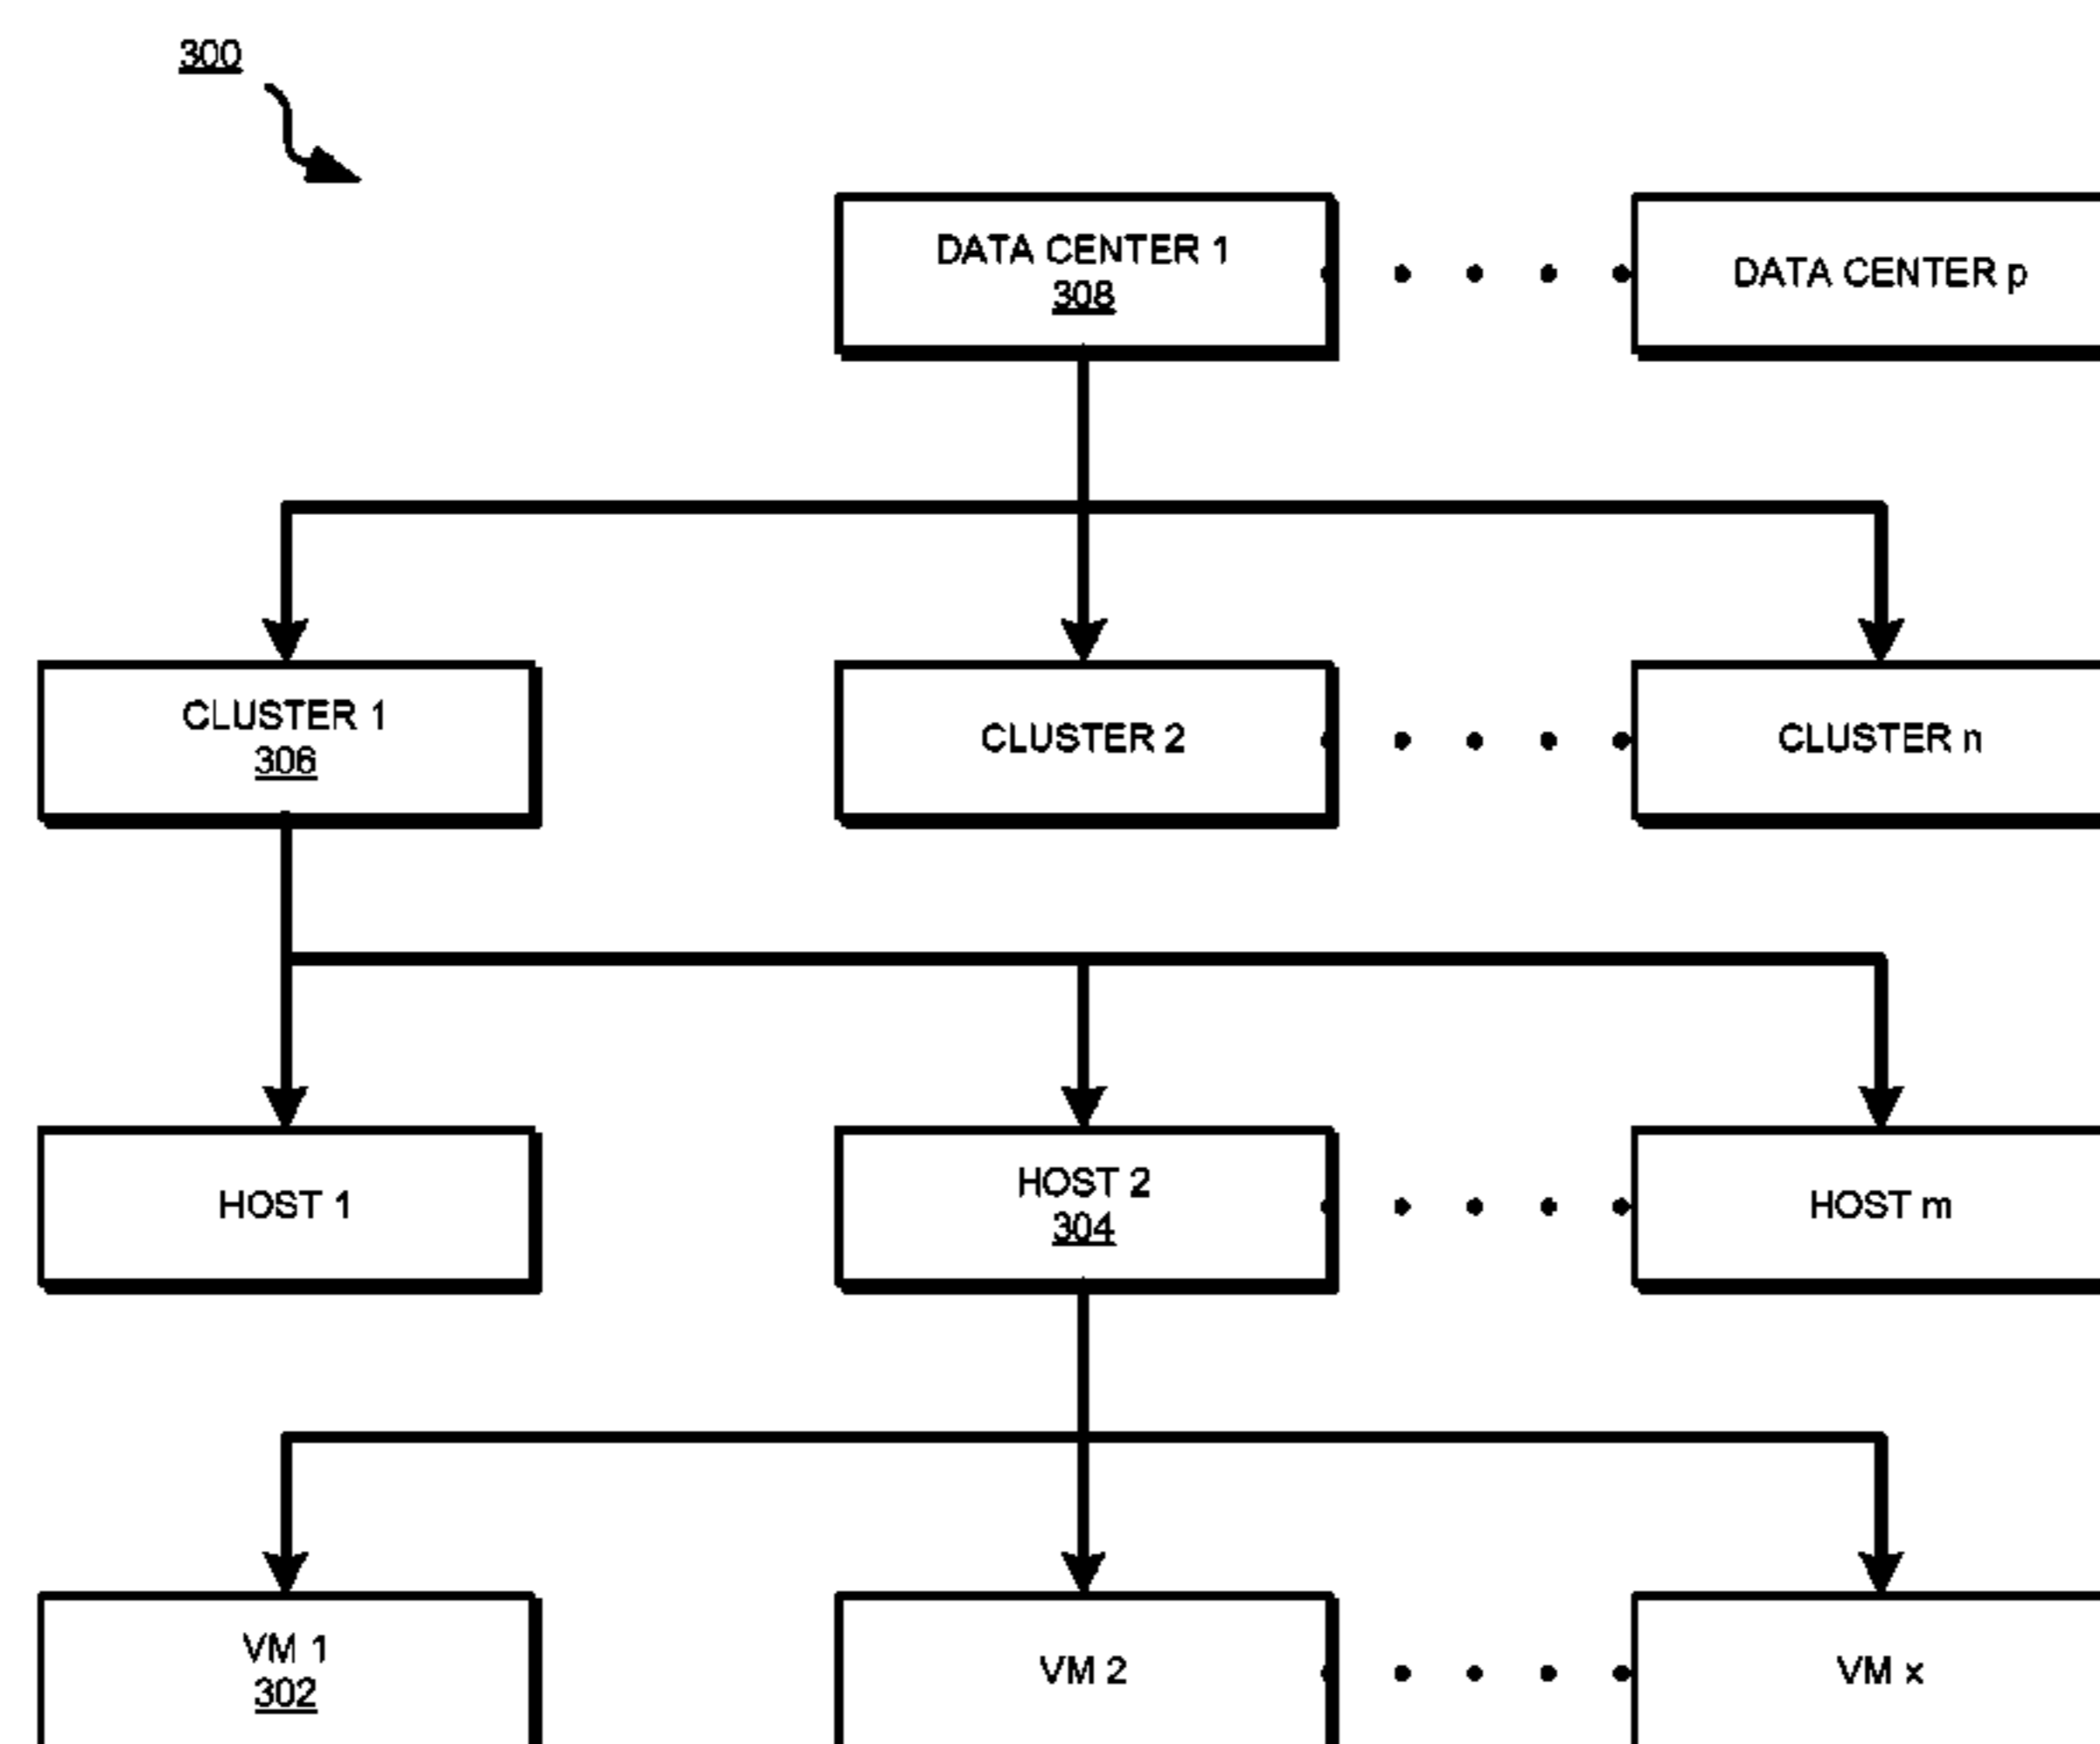 300
DATA CENTER 1
308
DATA CENTER p
CLUSTER 1
306
CLUSTER 2
CLUSTER n
HOST 1
HOST 2
304
HOST m
VM 1
302
VM 2
VM x